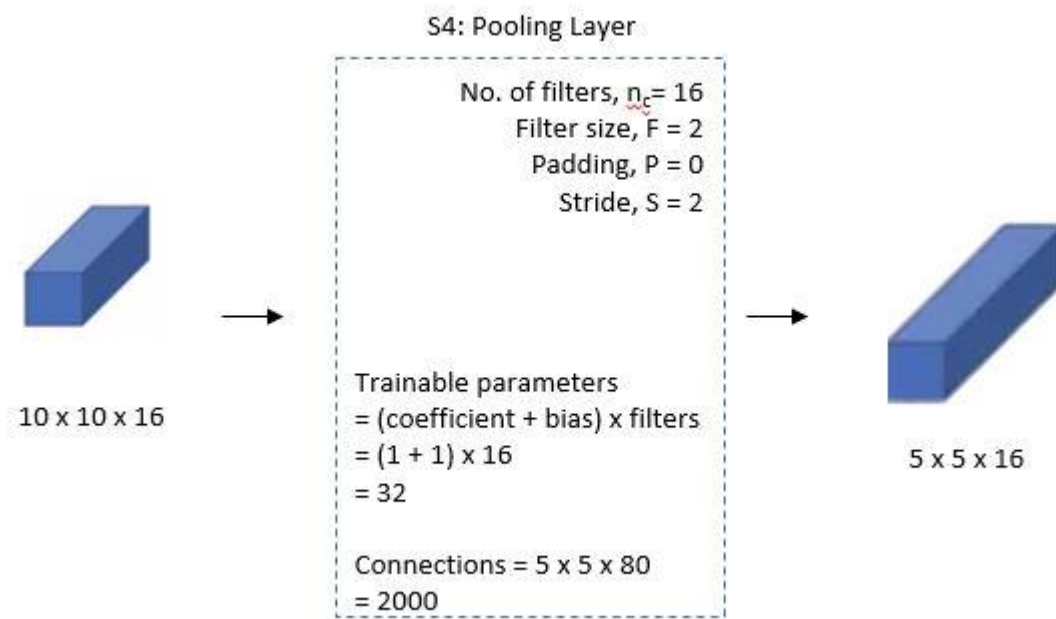 S4: Pooling Layer
No. of filters, nc= 16
Filter size, F = 2
Padding, P = 0
Stride, S = 2
10 x 10 x 16
Trainable parameters
= (coefficient + bias) x filters
= (1 + 1) x 16
= 32
Connections = 5 x 5 x 80
= 2000
5 x 5 x 16